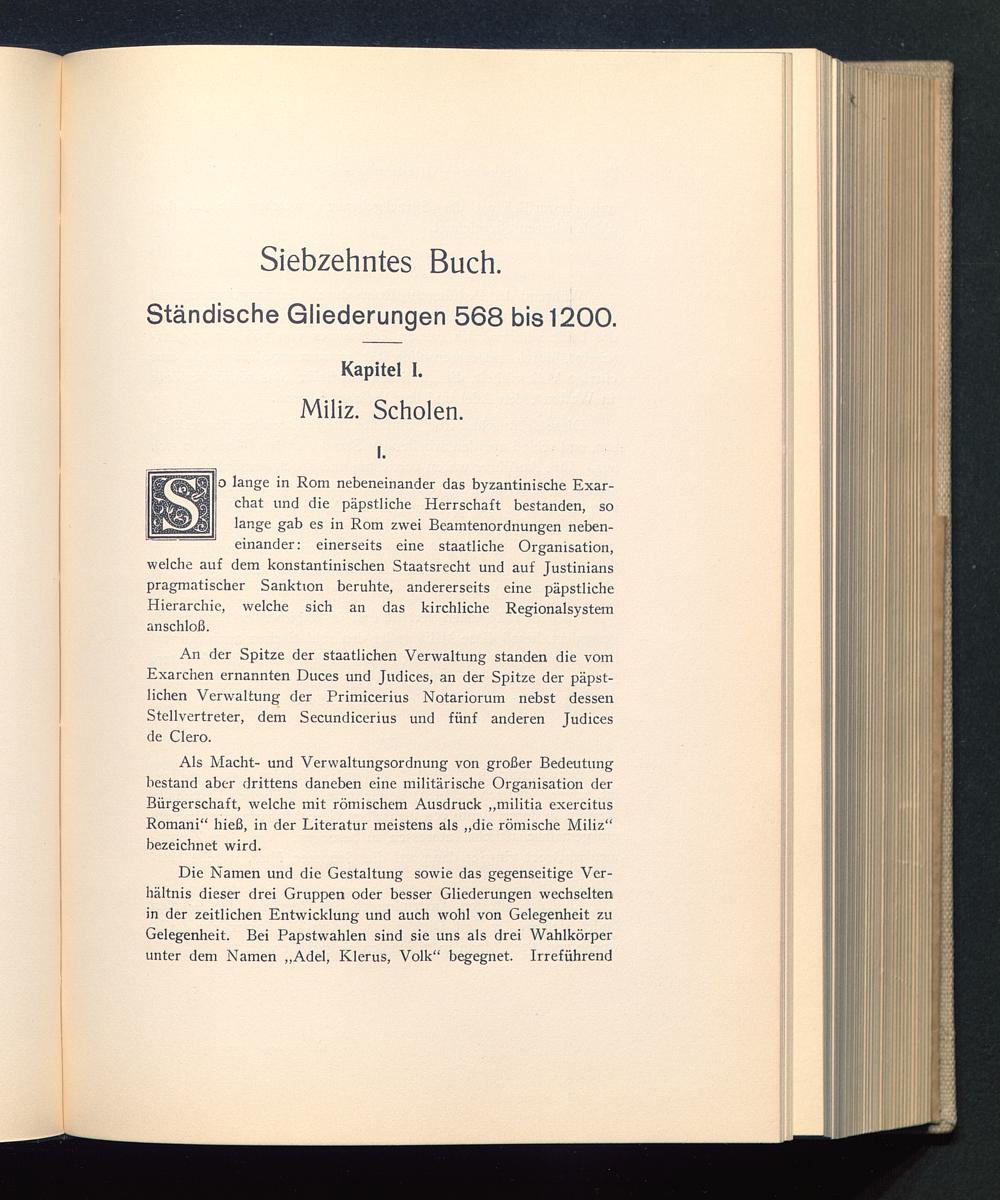 Siebzehntes Buch.
Ständische Gliederungen 568 bis 1200.
Kapitel I.
Miliz. Scholen.
I.
So lange in Rom nebeneinander das byzantinische Exar-
chat und die päpstliche Herrschaft bestanden, so
lange gab es in Rom zwei Beamtenordnungen neben-
einander: einerseits eine staatliche Organisation,
welche auf dem konstantinischen Staatsrecht und auf Justinians
pragmatischer Sanktion beruhte, andererseits eine päpstliche
Hierarchie, welche sich an das kirchliche Regionalsystem
anschloß.
An der Spitze der staatlichen Verwaltung standen die vom
Exarchen ernannten Duces und Judices, an der Spitze der päpst-
lichen Verwaltung der Primicerius Notariorum nebst dessen
Stellvertreter, dem Secundicerius und fünf anderen Judices
de Clero.
Als Macht- und Verwaltungsordnung von großer Bedeutung
bestand aber drittens daneben eine militärische Organisation der
Bürgerschaft, welche mit römischem Ausdruck „militia exercitus
Romani“ hieß, in der Literatur meistens als „die römische Miliz“
bezeichnet wird.
Die Namen und die Gestaltung sowie das gegenseitige Ver-
hältnis dieser drei Gruppen oder besser Gliederungen wechselten
in der zeitlichen Entwicklung und auch wohl von Gelegenheit zu
Gelegenheit. Bei Papstwahlen sind sie uns als drei Wahlkörper
unter dem Namen „Adel, Klerus, Volk“ begegnet. Irreführend